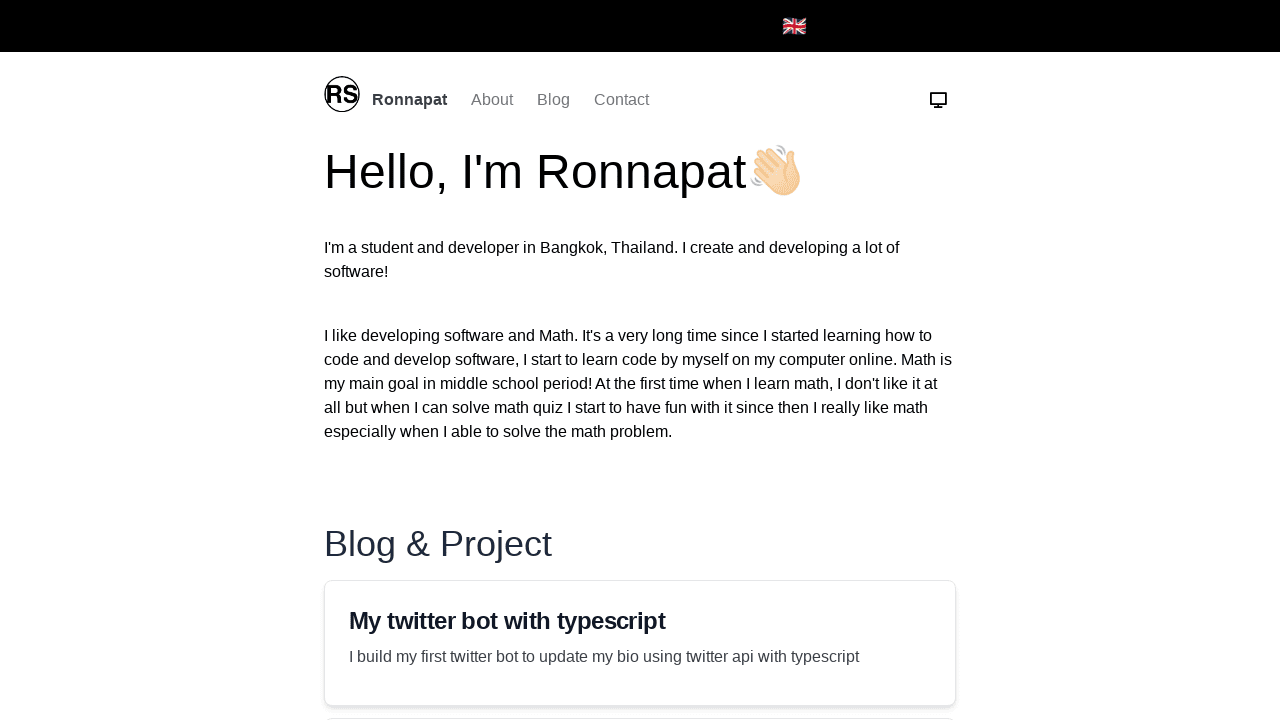 RS Ronnapat About Blog Contact
Hello, I'm Ronnapat👋🏻
I'm a student and developer in Bangkok, Thailand. I create and developing a lot of
software!
I like developing software and Math. It's a very long time since I started learning how to
code and develop software, I start to learn code by myself on my computer online. Math is
my main goal in middle school period! At the first time when I learn math, I don't like it at
all but when I can solve math quiz I start to have fun with it since then I really like math
especially when I able to solve the math problem.
Blog & Project
My twitter bot with typescript
I build my first twitter bot to update my bio using twitter api with typescript